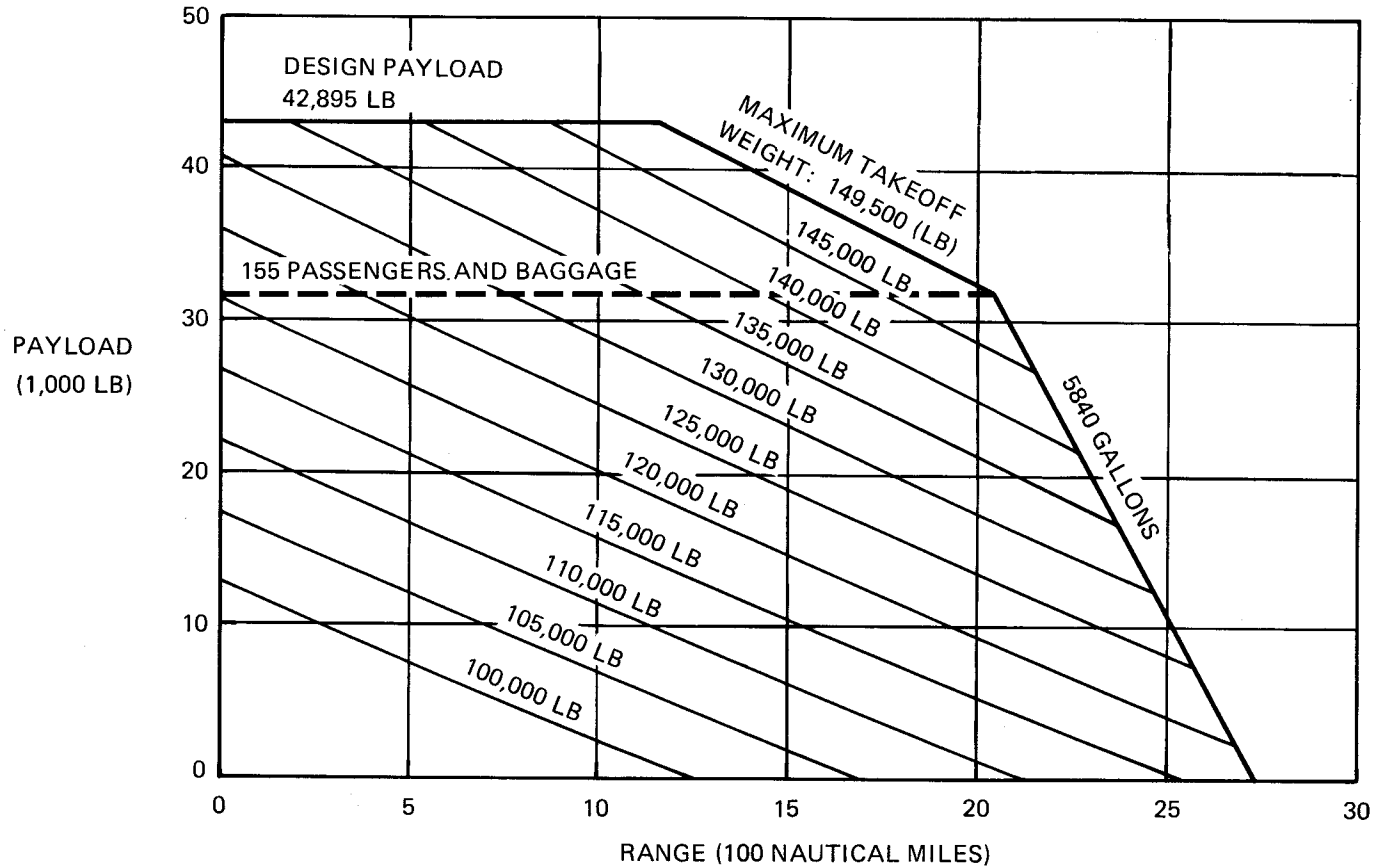 50
DESIGN PAYLOAD
42,895 LB
MAXIMUM TAKEOFF
WEIGHT: 149,500 (LB)
40
145,000 LB
155 PASSENGERS AND BAGGAGE
140,000 LB
30
135,000 LB
PAYLOAD
(1,000 LB)
130,000 LB
5840 GALLONS
125,000 LB
20
120,000 LB
115,000 LB
110,000 LB
10
105,000 LB
100,000 LB
0
0 5 10 15 20 25 30
RANGE (100 NAUTICAL MILES)